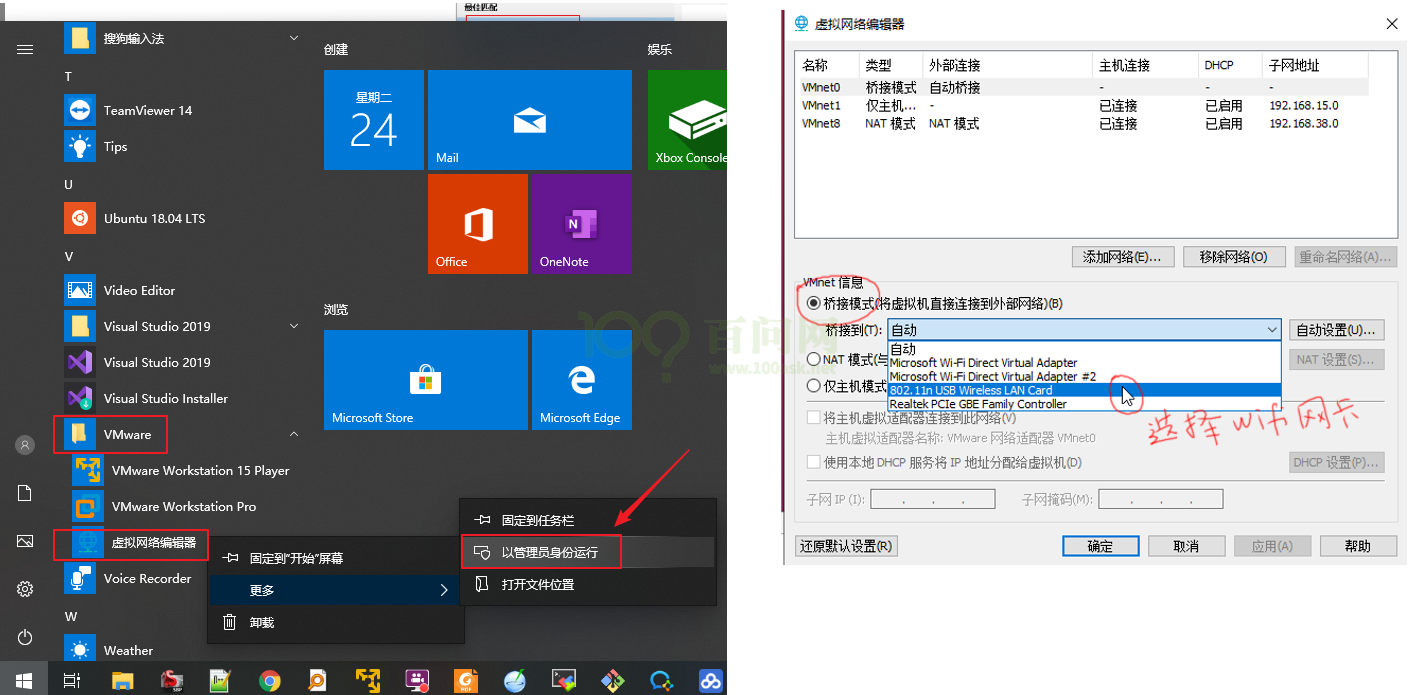 最佳匹配
搜狗输入法
T
TeamViewer 14
Tips
U
Ubuntu 18.04 LTS
V
Video Editor
Visual Studio 2019
Visual Studio 2019
Visual Studio Installer
VMware
VMware Workstation 15 Player
VMware Workstation Pro
虚拟网络编辑器
Voice Recorder
W
Weather
创建
娱乐
星期二
24
Mail
Xbox Console
Office
OneNote
N
浏览
Microsoft Store
Microsoft Edge
固定到"开始"屏幕
更多
卸载
固定到任务栏
以管理员身份运行
打开文件位置
100ask 百问网
www.100ask.net
虚拟网络编辑器
名称 类型 外部连接 主机连接 DHCP 子网地址
VMnet0 桥接模式 自动桥接 - - -
VMnet1 仅主机... - 已连接 已启用 192.168.15.0
VMnet8 NAT 模式 NAT 模式 已连接 已启用 192.168.38.0
添加网络(E)... 移除网络(O) 重命名网络(A)...
VMnet 信息
桥接模式(将虚拟机直接连接到外部网络)(B)
桥接到(T): 自动 自动设置(U)...
自动
Microsoft Wi-Fi Direct Virtual Adapter
Microsoft Wi-Fi Direct Virtual Adapter #2
802.11n USB Wireless LAN Card
Realtek PCIe GBE Family Controller
NAT 模式(与 NAT 设置(S)...
仅主机模式
选择wifi网卡
将主机虚拟适配器连接到此网络(V)
主机虚拟适配器名称: VMware 网络适配器 VMnet0
使用本地 DHCP 服务将 IP 地址分配给虚拟机(D) DHCP 设置(P)...
子网 IP (I): . . . 子网掩码(M): . . .
还原默认设置(R) 确定 取消 应用(A) 帮助